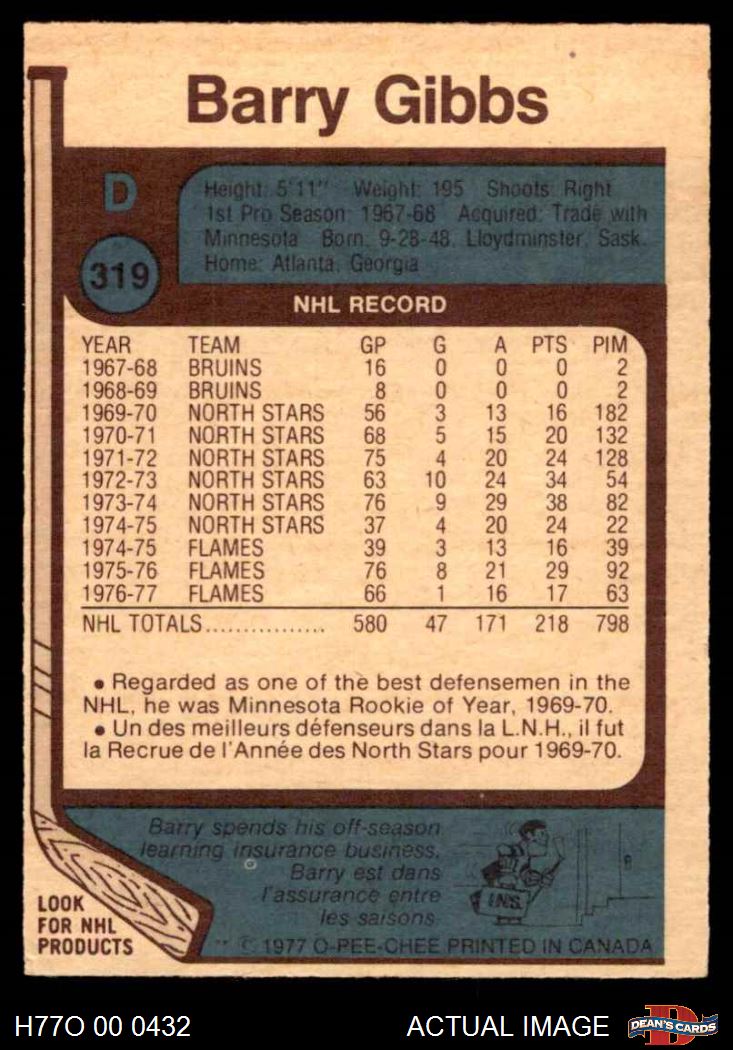 Barry Gibbs
D
319
Height: 5'11" Weight: 195 Shoots: Right
1st Pro Season: 1967-68 Acquired: Trade with
Minnesota Born: 9-28-48, Lloydminster, Sask.
Home: Atlanta, Georgia
NHL RECORD
YEAR TEAM GP G A PTS PIM
1967-68 BRUINS 16 0 0 0 2
1968-69 BRUINS 8 0 0 0 2
1969-70 NORTH STARS 56 3 13 16 182
1970-71 NORTH STARS 68 5 15 20 132
1971-72 NORTH STARS 75 4 20 24 128
1972-73 NORTH STARS 63 10 24 34 54
1973-74 NORTH STARS 76 9 29 38 82
1974-75 NORTH STARS 37 4 20 24 22
1974-75 FLAMES 39 3 13 16 39
1975-76 FLAMES 76 8 21 29 92
1976-77 FLAMES 66 1 16 17 63
NHL TOTALS................ 580 47 171 218 798
• Regarded as one of the best defensemen in the
NHL, he was Minnesota Rookie of Year, 1969-70.
• Un des meilleurs défenseurs dans la L.N.H., il fut
la Recrue de l'Année des North Stars pour 1969-70.
Barry spends his off-season
learning insurance business.
Barry est dans
l'assurance entre
les saisons.
INS.
LOOK
FOR NHL
PRODUCTS
** © 1977 O-PEE-CHEE PRINTED IN CANADA
H77O 00 0432 ACTUAL IMAGE DEAN'S CARDS